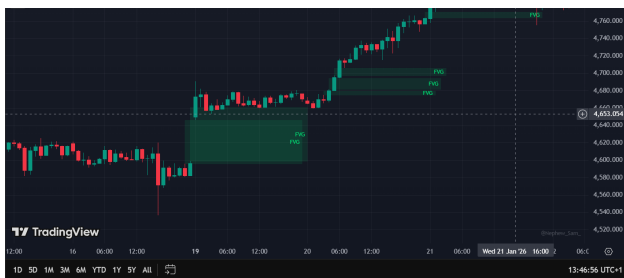 4,760.000
FVG
4,740.000
4,720.000
FVG
4,700.000
FVG
4,680.000
FVG
4,660.000
4,653.054
4,640.000
FVG
4,620.000
FVG
4,600.000
4,580.000
4,560.000
4,540.000
TradingView
4,520.000
12:00 16 06:00 12:00 19 06:00 12:00 20 06:00 12:00 21 06:00 Wed 21 Jan '26 16:00
1D 5D 1M 3M 6M YTD 1Y 5Y All 13:46:56 UTC+1